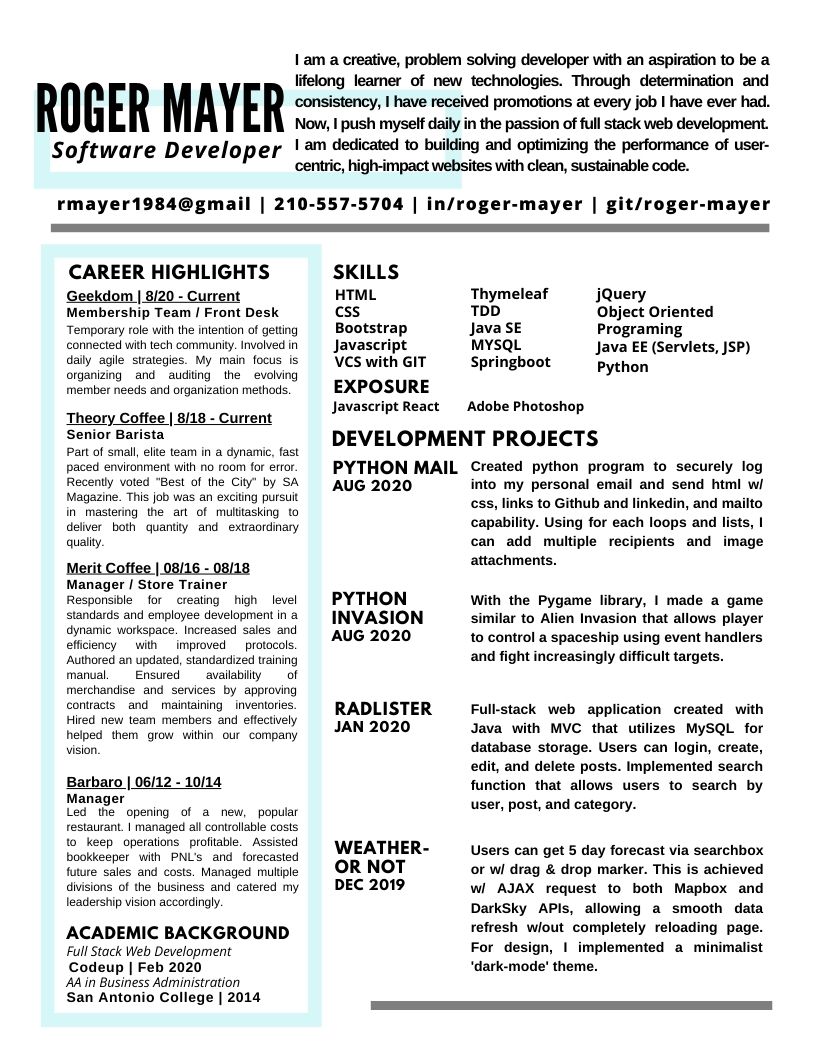 ROGER MAYER
Software Developer
I am a creative, problem solving developer with an aspiration to be a
lifelong learner of new technologies. Through determination and
consistency, I have received promotions at every job I have ever had.
Now, I push myself daily in the passion of full stack web development.
I am dedicated to building and optimizing the performance of user-
centric, high-impact websites with clean, sustainable code.
rmayer1984@gmail | 210-557-5704 | in/roger-mayer | git/roger-mayer
CAREER HIGHLIGHTS
Geekdom | 8/20 - Current
Membership Team / Front Desk
Temporary role with the intention of getting
connected with tech community. Involved in
daily agile strategies. My main focus is
organizing and auditing the evolving
member needs and organization methods.
Theory Coffee | 8/18 - Current
Senior Barista
Part of small, elite team in a dynamic, fast
paced environment with no room for error.
Recently voted "Best of the City" by SA
Magazine. This job was an exciting pursuit
in mastering the art of multitasking to
deliver both quantity and extraordinary
quality.
Merit Coffee | 08/16 - 08/18
Manager / Store Trainer
Responsible for creating high level
standards and employee development in a
dynamic workspace. Increased sales and
efficiency with improved protocols.
Authored an updated, standardized training
manual. Ensured availability of
merchandise and services by approving
contracts and maintaining inventories.
Hired new team members and effectively
helped them grow within our company
vision.
Barbaro | 06/12 - 10/14
Manager
Led the opening of a new, popular
restaurant. I managed all controllable costs
to keep operations profitable. Assisted
bookkeeper with PNL's and forecasted
future sales and costs. Managed multiple
divisions of the business and catered my
leadership vision accordingly.
ACADEMIC BACKGROUND
Full Stack Web Development
Codeup | Feb 2020
AA in Business Administration
San Antonio College | 2014
SKILLS
HTML
CSS
Bootstrap
Javascript
VCS with GIT
Thymeleaf
TDD
Java SE
MYSQL
Springboot
jQuery
Object Oriented
Programing
Java EE (Servlets, JSP)
Python
EXPOSURE
Javascript React
Adobe Photoshop
DEVELOPMENT PROJECTS
PYTHON MAIL
AUG 2020
Created python program to securely log
into my personal email and send html w/
css, links to Github and linkedin, and mailto
capability. Using for each loops and lists, I
can add multiple recipients and image
attachments.
PYTHON
INVASION
AUG 2020
With the Pygame library, I made a game
similar to Alien Invasion that allows player
to control a spaceship using event handlers
and fight increasingly difficult targets.
RADLISTER
JAN 2020
Full-stack web application created with
Java with MVC that utilizes MySQL for
database storage. Users can login, create,
edit, and delete posts. Implemented search
function that allows users to search by
user, post, and category.
WEATHER-
OR NOT
DEC 2019
Users can get 5 day forecast via searchbox
or w/ drag & drop marker. This is achieved
w/ AJAX request to both Mapbox and
DarkSky APIs, allowing a smooth data
refresh w/out completely reloading page.
For design, I implemented a minimalist
'dark-mode' theme.